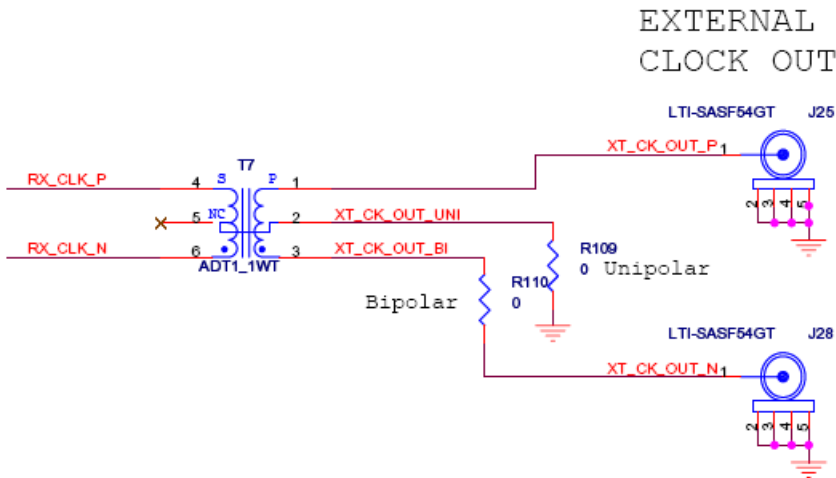 EXTERNAL
CLOCK OUT
LTI-SASF54GT J25
XT_CK_OUT_P 1
2 3 4 5
T7
RX_CLK_P 4 S P 1
5 NC 2 XT_CK_OUT_UNI
RX_CLK_N 6 3 XT_CK_OUT_BI
ADT1_1WT
R109
0 Unipolar
R110
Bipolar 0
LTI-SASF54GT J28
XT_CK_OUT_N 1
2 3 4 5